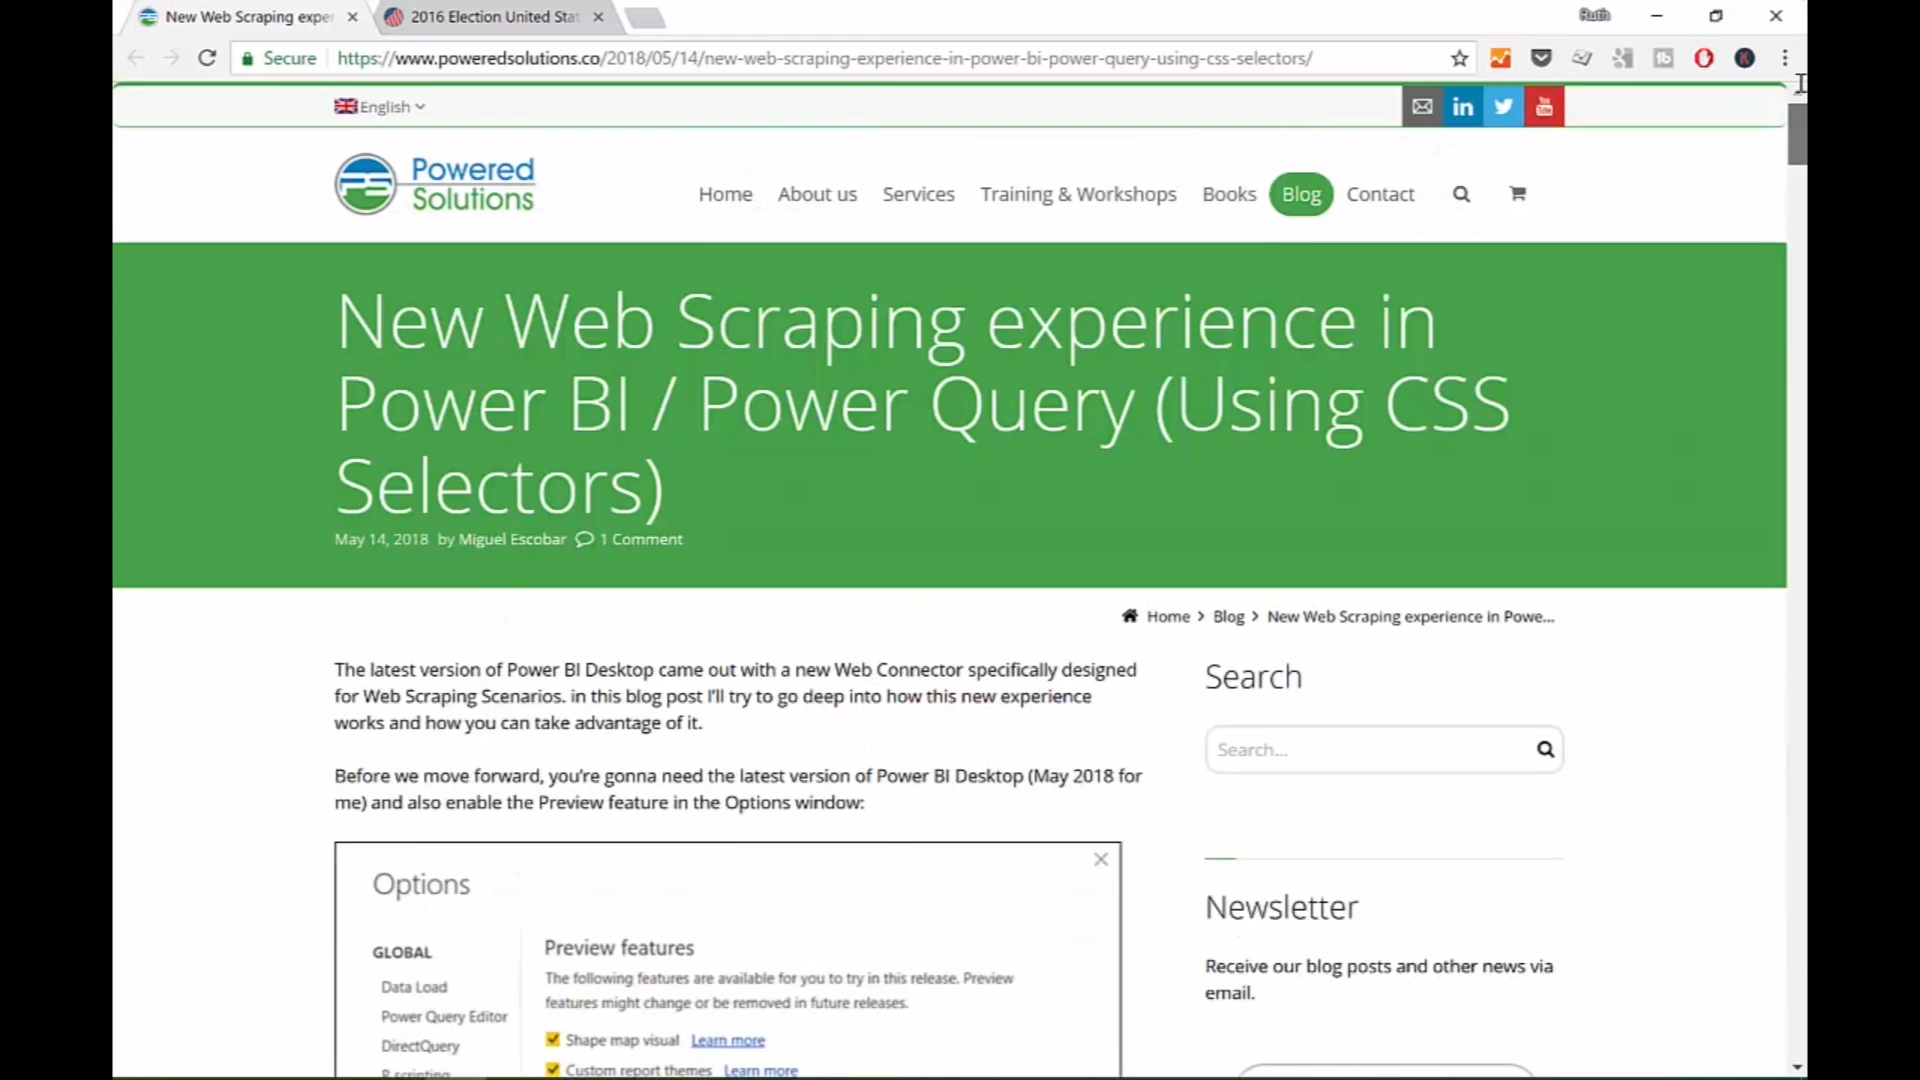 New Web Scraping exper
2016 Election United Stat
Ruth
Secure
https://www.poweredsolutions.co/2018/05/14/new-web-scraping-experience-in-power-bi-power-query-using-css-selectors/
English
in
You Tube
Powered
Solutions
Home
About us
Services
Training & Workshops
Books
Blog
Contact
New Web Scraping experience in
Power BI / Power Query (Using CSS
Selectors)
May 14, 2018 by Miguel Escobar 1 Comment
Home > Blog > New Web Scraping experience in Powe...
The latest version of Power BI Desktop came out with a new Web Connector specifically designed
for Web Scraping Scenarios. in this blog post I'll try to go deep into how this new experience
works and how you can take advantage of it.
Before we move forward, you're gonna need the latest version of Power BI Desktop (May 2018 for
me) and also enable the Preview feature in the Options window:
Options
GLOBAL
Data Load
Power Query Editor
DirectQuery
R scripting
Preview features
The following features are available for you to try in this release. Preview
features might change or be removed in future releases.
Shape map visual Learn more
Custom report themes Learn more
Search
Search...
Newsletter
Receive our blog posts and other news via
email.